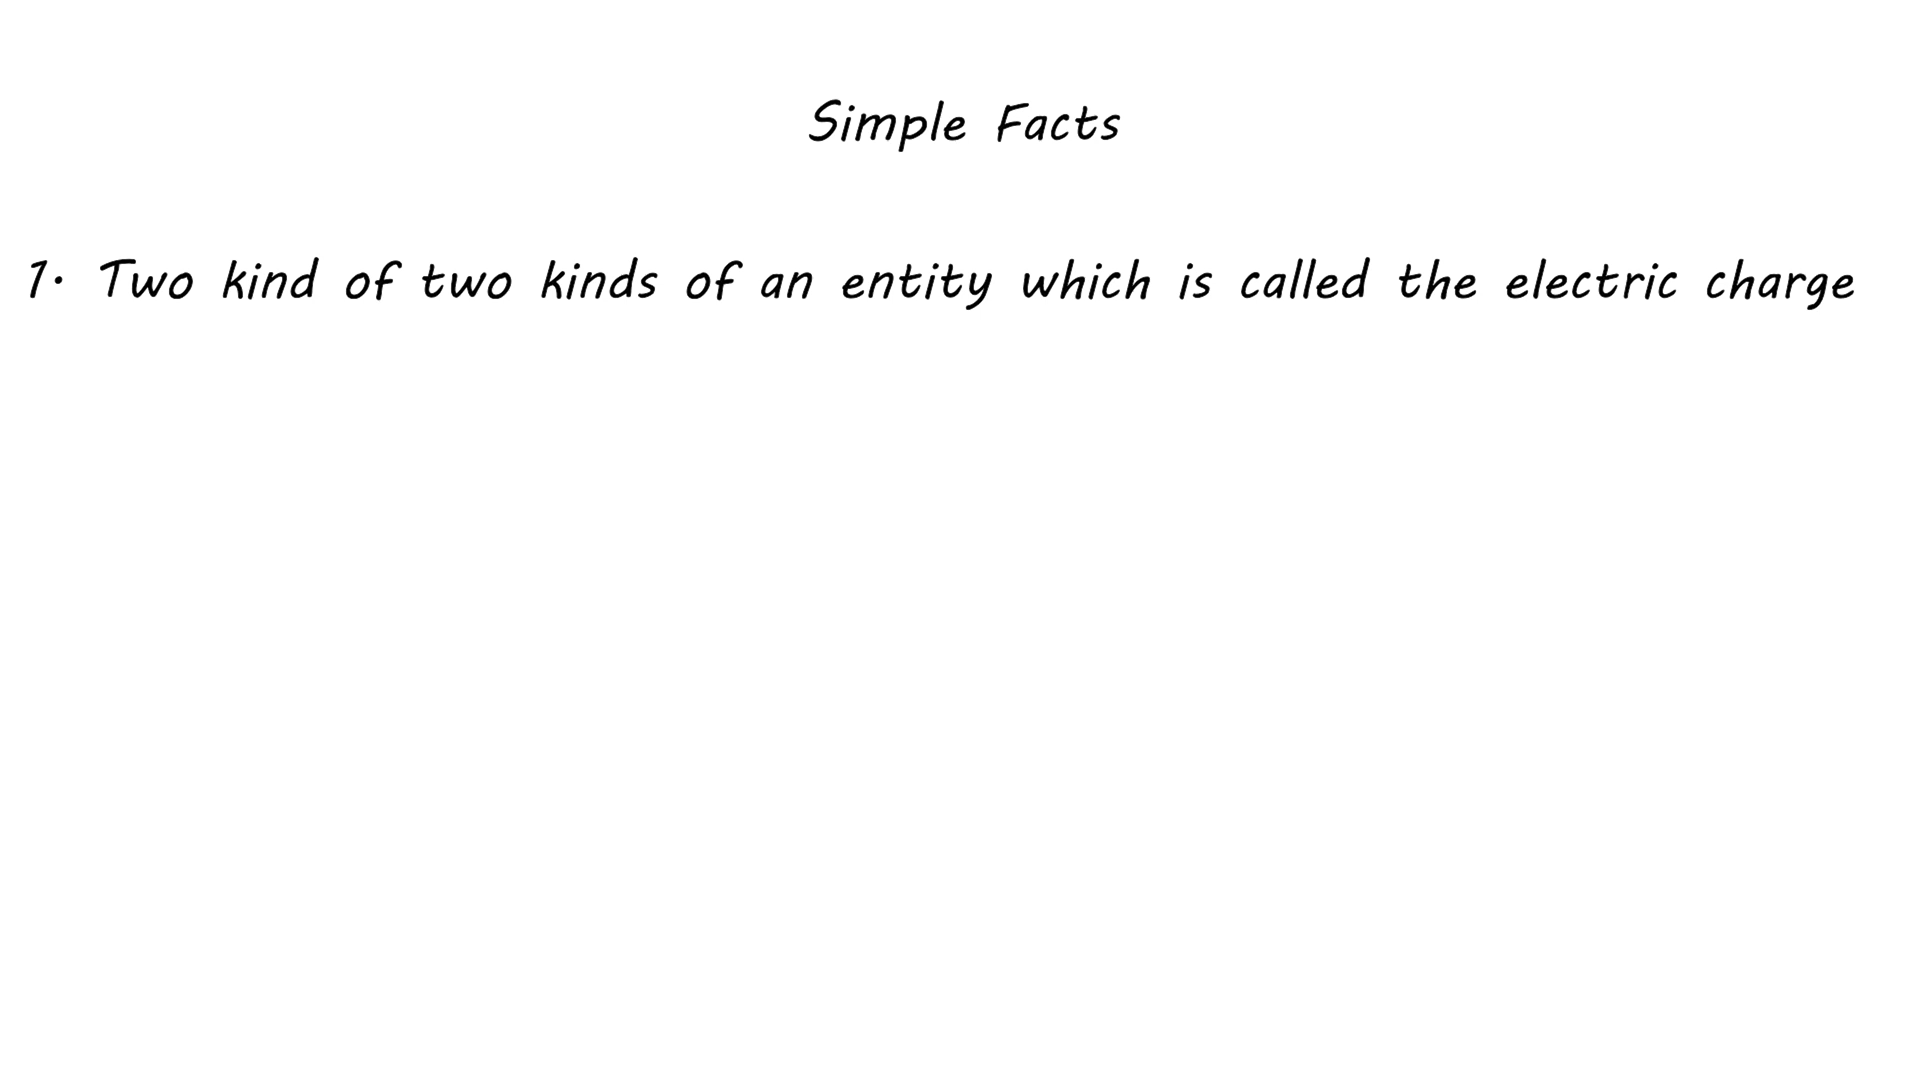 Simple Facts
1. Two kind of two kinds of an entity which is called the electric charge